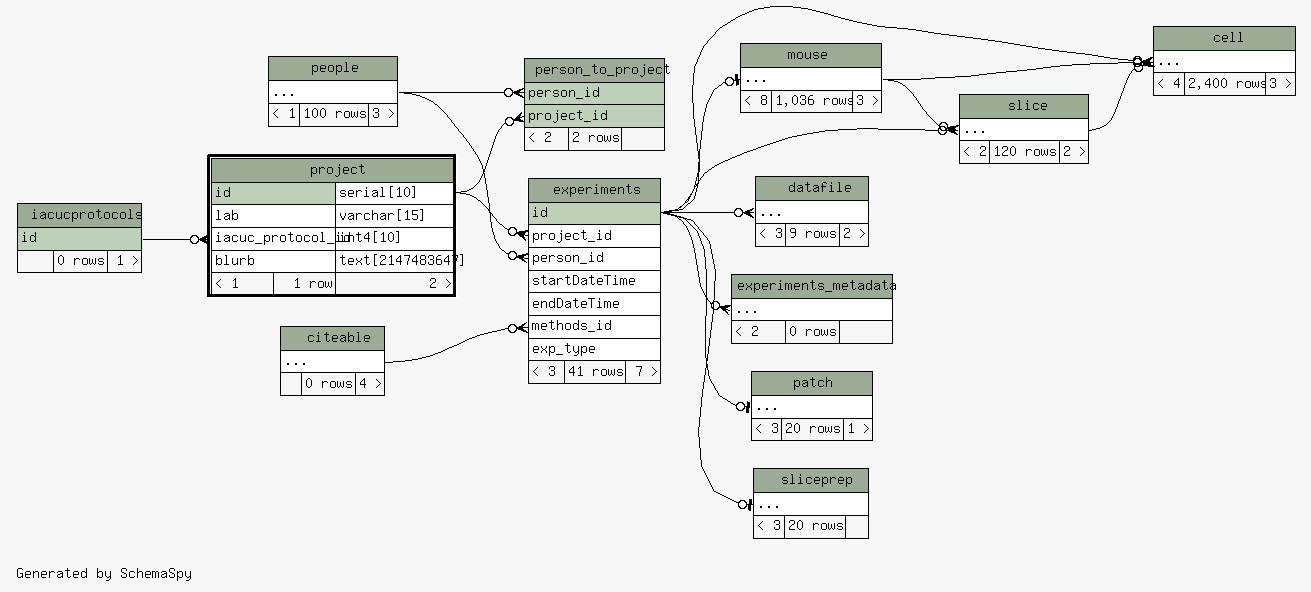 people
...
< 1 100 rows 3 >
person_to_project
person_id
project_id
< 2 2 rows
mouse
...
< 8 1,036 rows 3 >
cell
...
< 4 2,400 rows 3 >
slice
...
< 2 120 rows 2 >
project
id serial[10]
lab varchar[15]
iacuc_protocol_id int4[10]
blurb text[2147483647]
< 1 1 row 2 >
iacucprotocols
id
0 rows 1 >
experiments
id
project_id
person_id
startDateTime
endDateTime
methods_id
exp_type
< 3 41 rows 7 >
datafile
...
< 3 9 rows 2 >
experiments_metadata
...
< 2 0 rows
citeable
...
0 rows 4 >
patch
...
< 3 20 rows 1 >
sliceprep
...
< 3 20 rows
Generated by SchemaSpy